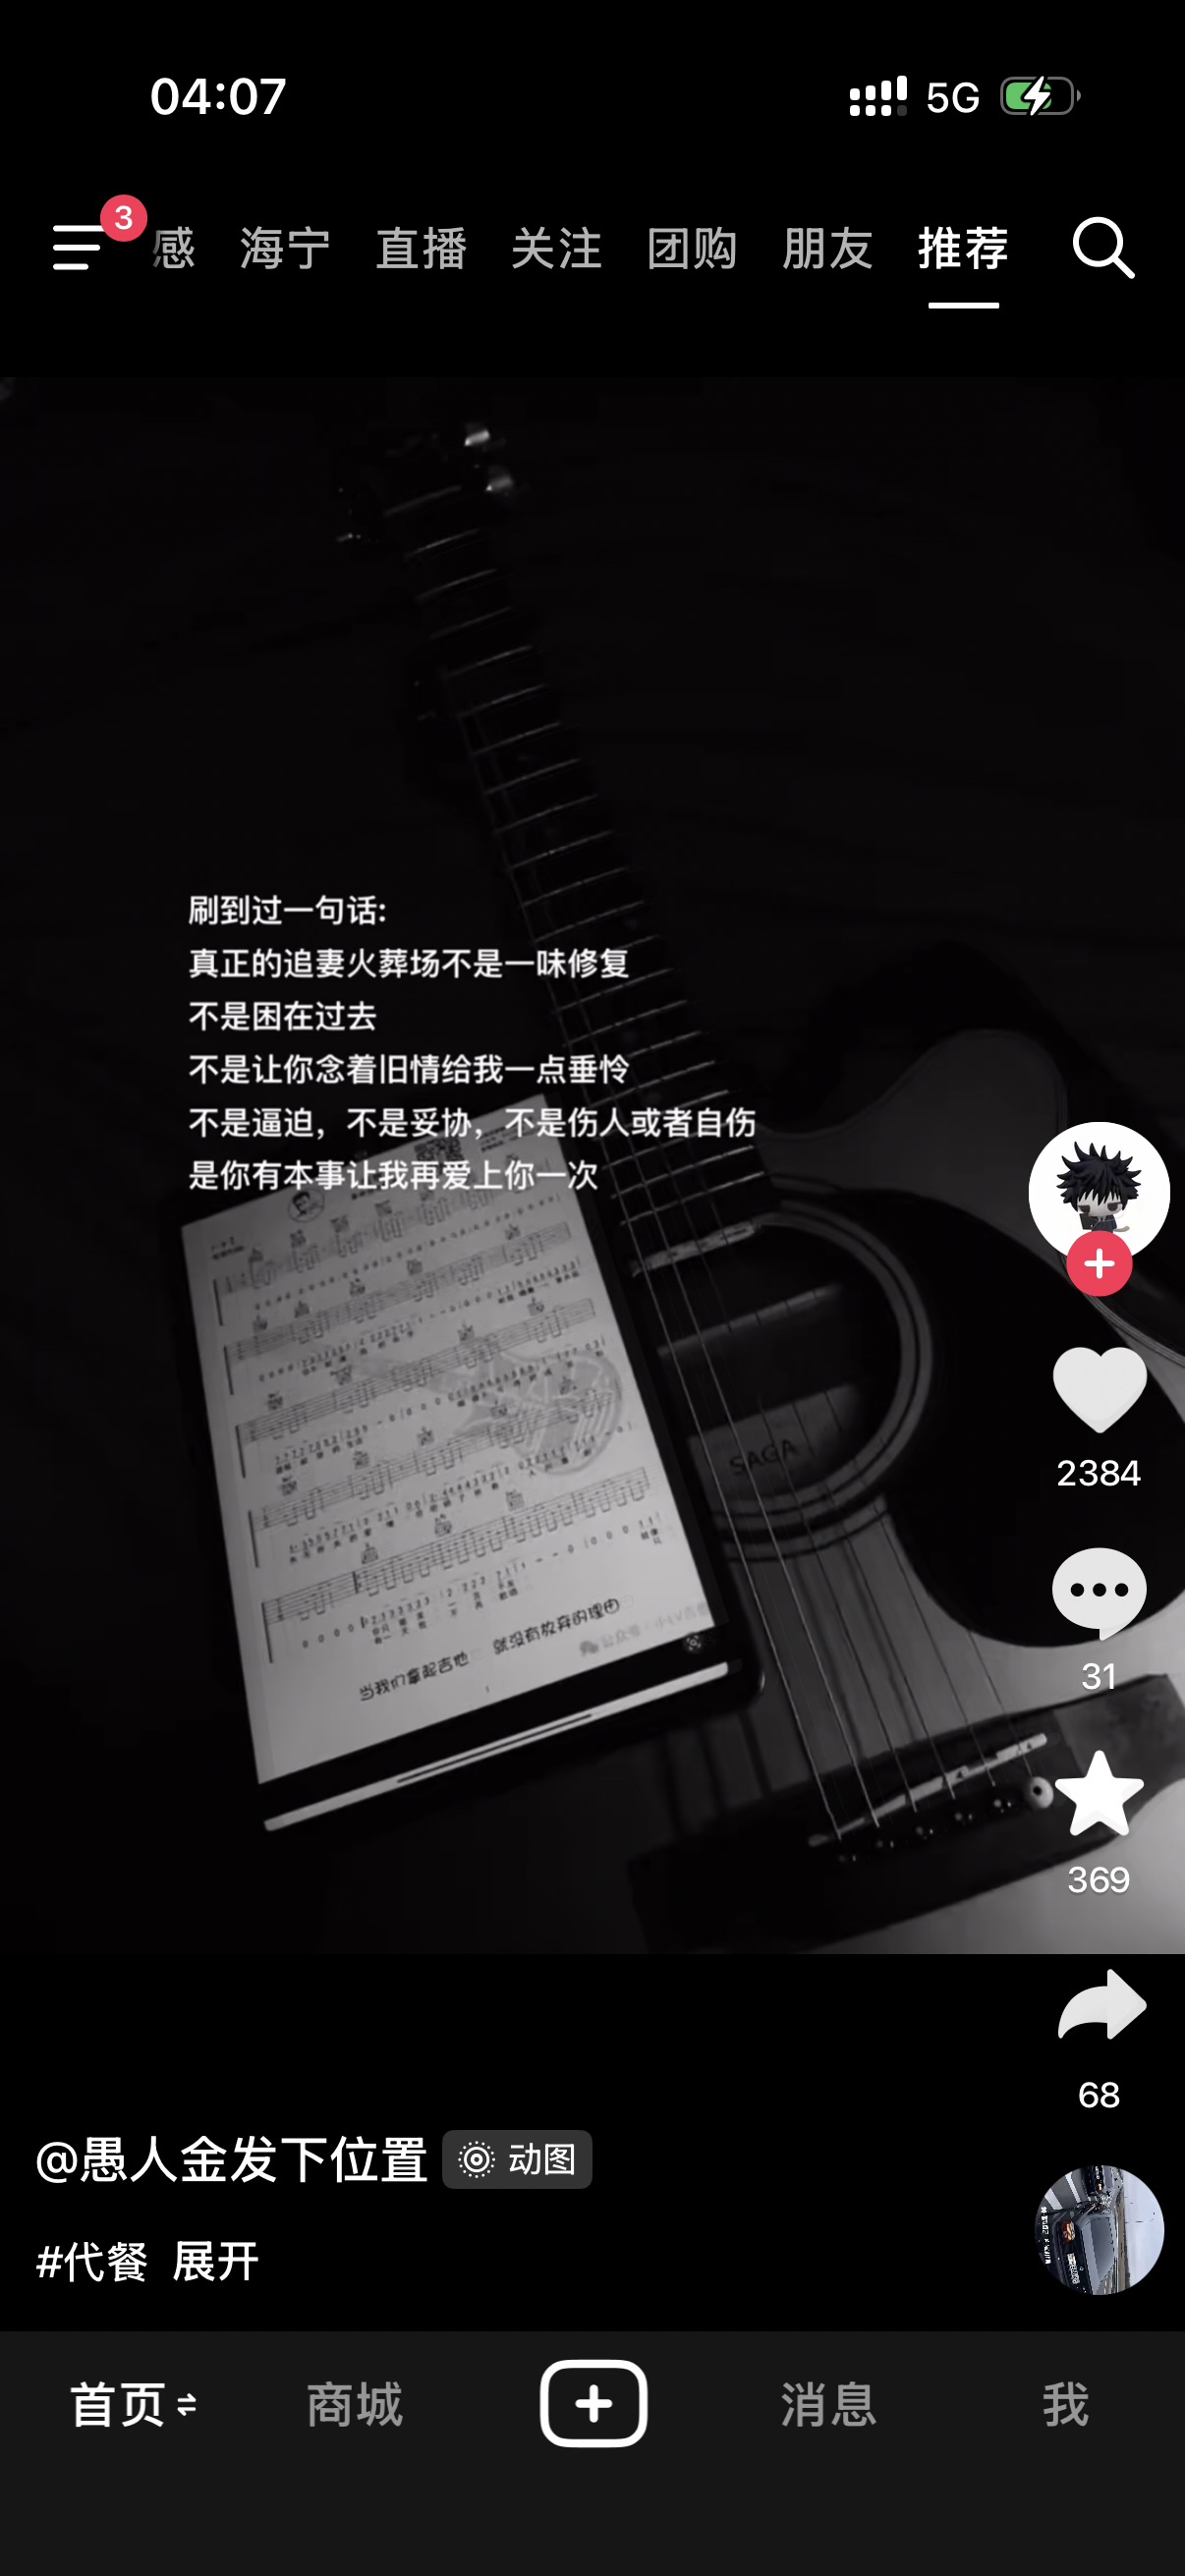 04:07
5G
3
感 海宁 直播 关注 团购 朋友 推荐
刷到过一句话:
真正的追妻火葬场不是一味修复
不是困在过去
不是让你念着旧情给我一点垂怜
不是逼迫，不是妥协，不是伤人或者自伤
是你有本事让我再爱上你一次
SAGA
当我们拿起吉他 就没有放弃的理由
2384
31
369
68
@愚人金发下位置 动图
#代餐 展开
首页 商城 消息 我